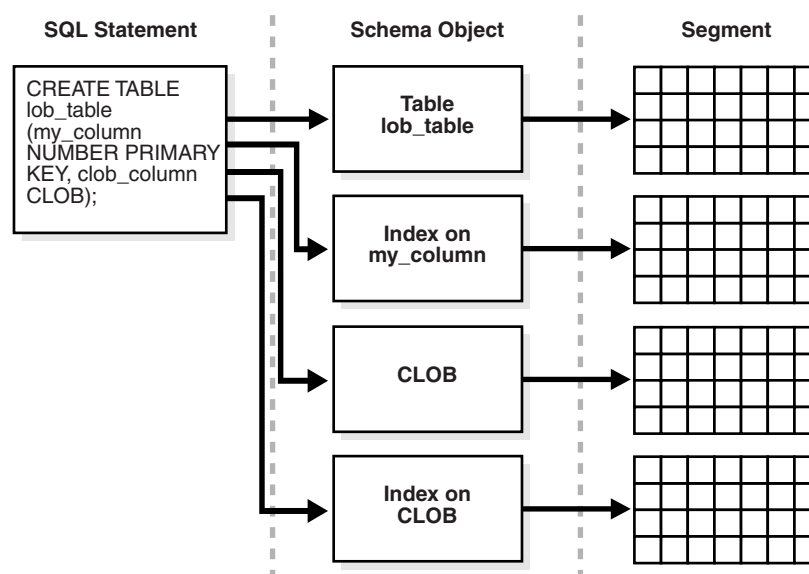 SQL Statement
Schema Object
Segment
CREATE TABLE
lob_table
(my_column
NUMBER PRIMARY
KEY, clob_column
CLOB);
Table
lob_table
Index on
my_column
CLOB
Index on
CLOB